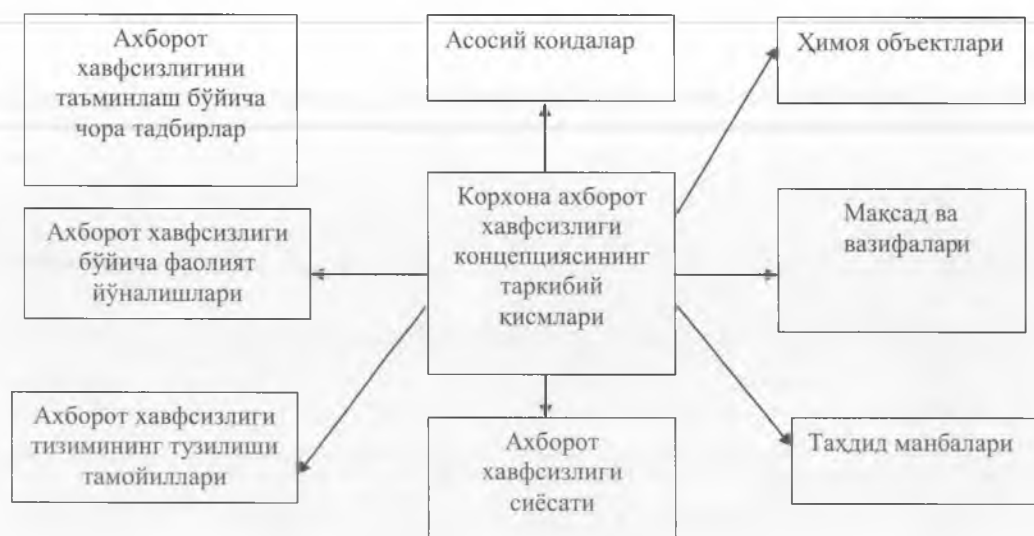 Ахборот
хавфсизлигини
таъминлаш бўйича
чора тадбирлар
Асосий қоидалар
Ҳимоя объектлари
Ахборот хавфсизлиги
бўйича фаолият
йўналишлари
Корхона ахборот
хавфсизлиги
концепциясининг
таркибий
қисмлари
Мақсад ва
вазифалари
Ахборот хавфсизлиги
тизимининг тузилиши
тамойиллари
Ахборот
хавфсизлиги
сиёсати
Таҳдид манбалари